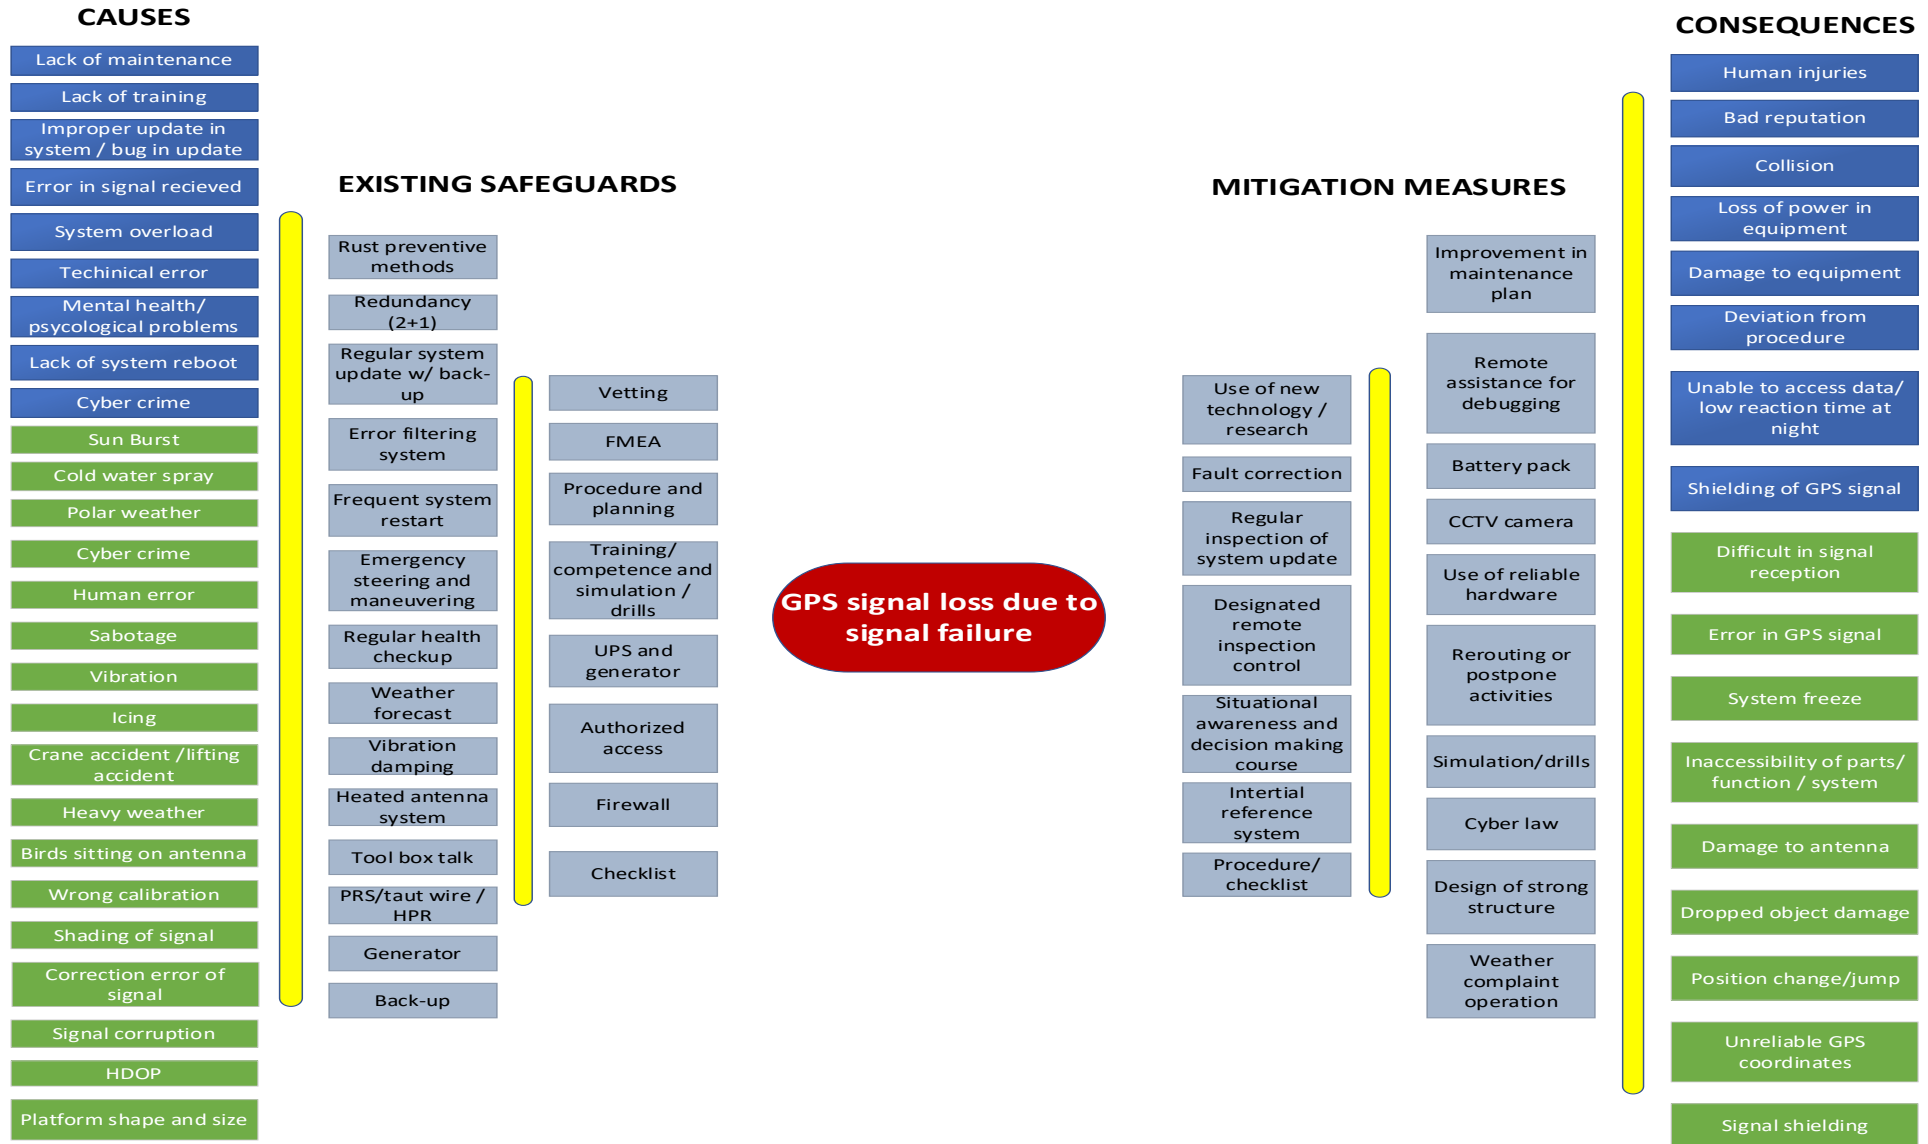 CAUSES
Lack of maintenance
Lack of training
Improper update in
system / bug in update
Error in signal recieved
System overload
Techinical error
Mental health/
psycological problems
Lack of system reboot
Cyber crime
Sun Burst
Cold water spray
Polar weather
Cyber crime
Human error
Sabotage
Vibration
Icing
Crane accident /lifting
accident
Heavy weather
Birds sitting on antenna
Wrong calibration
Shading of signal
Correction error of
signal
Signal corruption
HDOP
Platform shape and size
EXISTING SAFEGUARDS
Rust preventive
methods
Redundancy
(2+1)
Regular system
update w/ back-
up
Error filtering
system
Frequent system
restart
Emergency
steering and
maneuvering
Regular health
checkup
Weather
forecast
Vibration
damping
Heated antenna
system
Tool box talk
PRS/taut wire /
HPR
Generator
Back-up
Vetting
FMEA
Procedure and
planning
Training/
competence and
simulation /
drills
UPS and
generator
Authorized
access
Firewall
Checklist
GPS signal loss due to
signal failure
MITIGATION MEASURES
Use of new
technology /
research
Fault correction
Regular
inspection of
system update
Designated
remote
inspection
control
Situational
awareness and
decision making
course
Intertial
reference
system
Procedure/
checklist
Improvement in
maintenance
plan
Remote
assistance for
debugging
Battery pack
CCTV camera
Use of reliable
hardware
Rerouting or
postpone
activities
Simulation/drills
Cyber law
Design of strong
structure
Weather
complaint
operation
CONSEQUENCES
Human injuries
Bad reputation
Collision
Loss of power in
equipment
Damage to equipment
Deviation from
procedure
Unable to access data/
low reaction time at
night
Shielding of GPS signal
Difficult in signal
reception
Error in GPS signal
System freeze
Inaccessibility of parts/
function / system
Damage to antenna
Dropped object damage
Position change/jump
Unreliable GPS
coordinates
Signal shielding